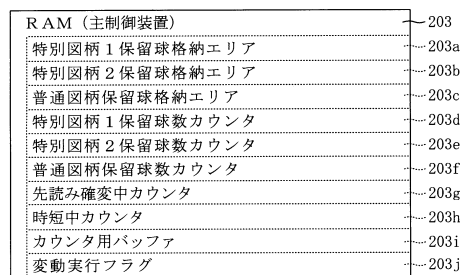 RAM（主制御装置） 203
特別図柄１保留球格納エリア 203a
特別図柄２保留球格納エリア 203b
普通図柄保留球格納エリア 203c
特別図柄１保留球数カウンタ 203d
特別図柄２保留球数カウンタ 203e
普通図柄保留球数カウンタ 203f
先読み確変中カウンタ 203g
時短中カウンタ 203h
カウンタ用バッファ 203i
変動実行フラグ 203j